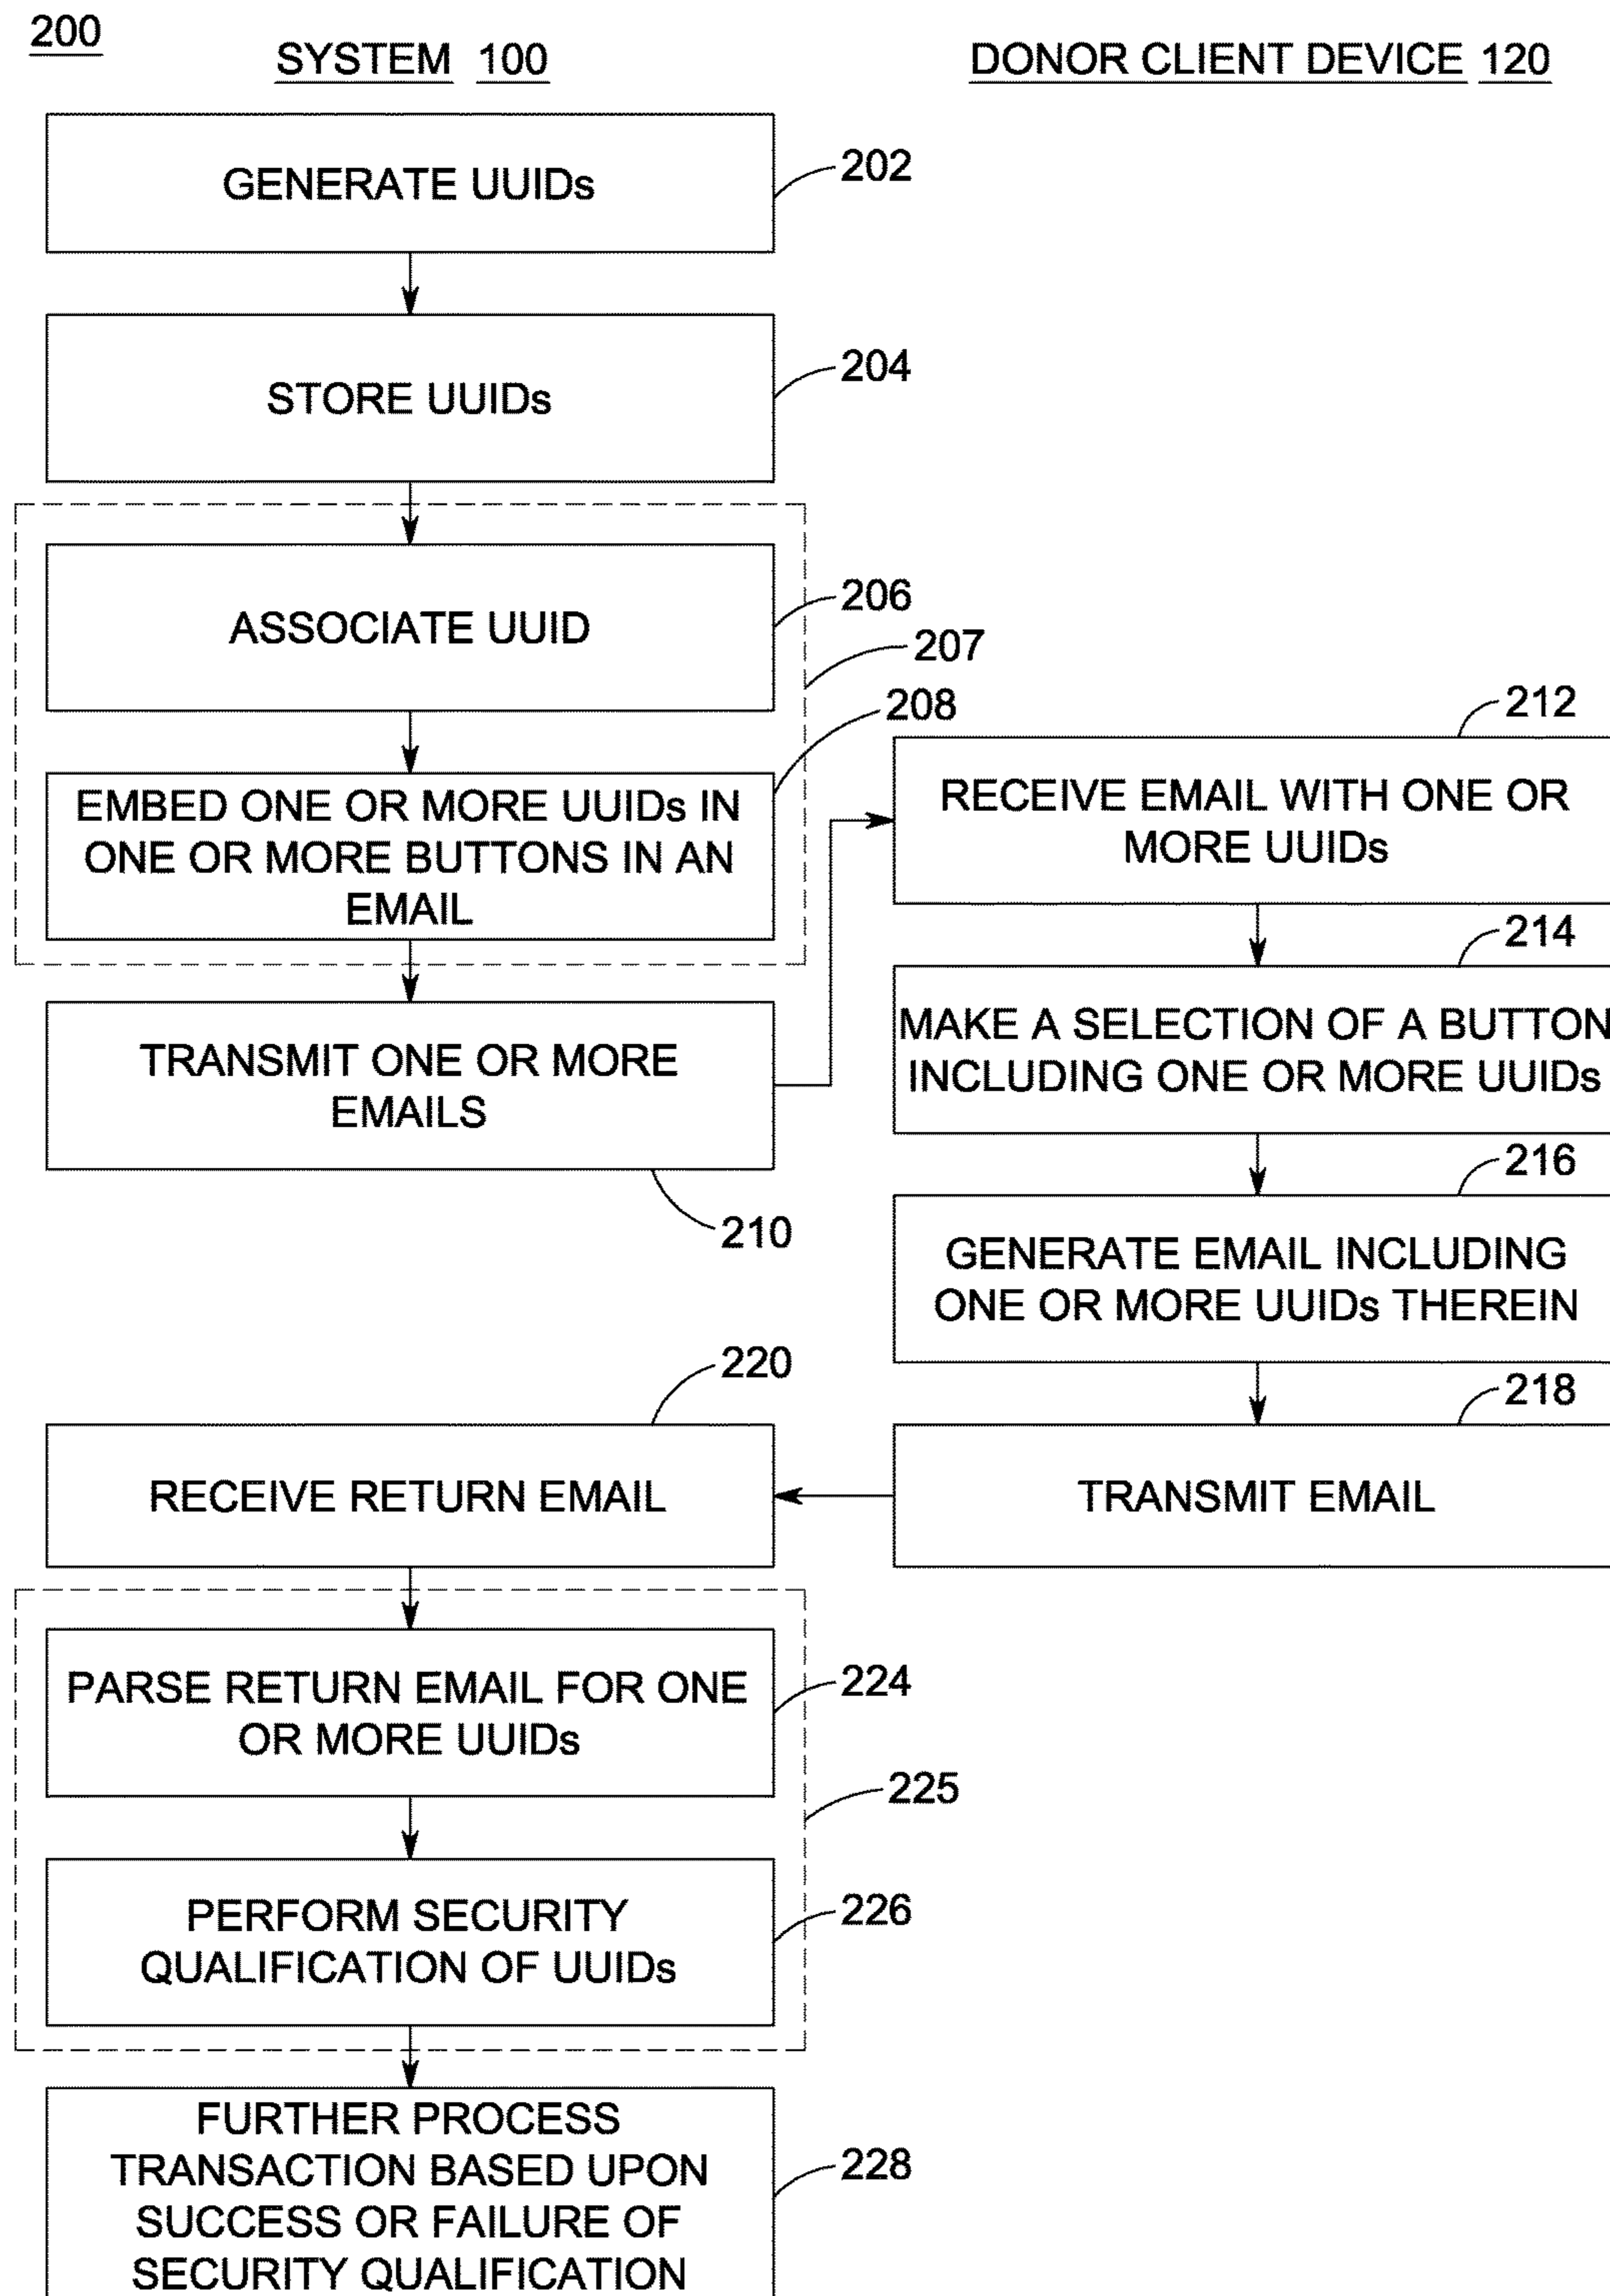 200
SYSTEM 100
DONOR CLIENT DEVICE 120
GENERATE UUIDs
202
STORE UUIDs
204
ASSOCIATE UUID
206
207
208
EMBED ONE OR MORE UUIDs IN
ONE OR MORE BUTTONS IN AN
EMAIL
TRANSMIT ONE OR MORE
EMAILS
210
212
RECEIVE EMAIL WITH ONE OR
MORE UUIDs
214
MAKE A SELECTION OF A BUTTON
INCLUDING ONE OR MORE UUIDs
216
GENERATE EMAIL INCLUDING
ONE OR MORE UUIDs THEREIN
218
TRANSMIT EMAIL
220
RECEIVE RETURN EMAIL
PARSE RETURN EMAIL FOR ONE
OR MORE UUIDs
224
225
PERFORM SECURITY
QUALIFICATION OF UUIDs
226
FURTHER PROCESS
TRANSACTION BASED UPON
SUCCESS OR FAILURE OF
SECURITY QUALIFICATION
228